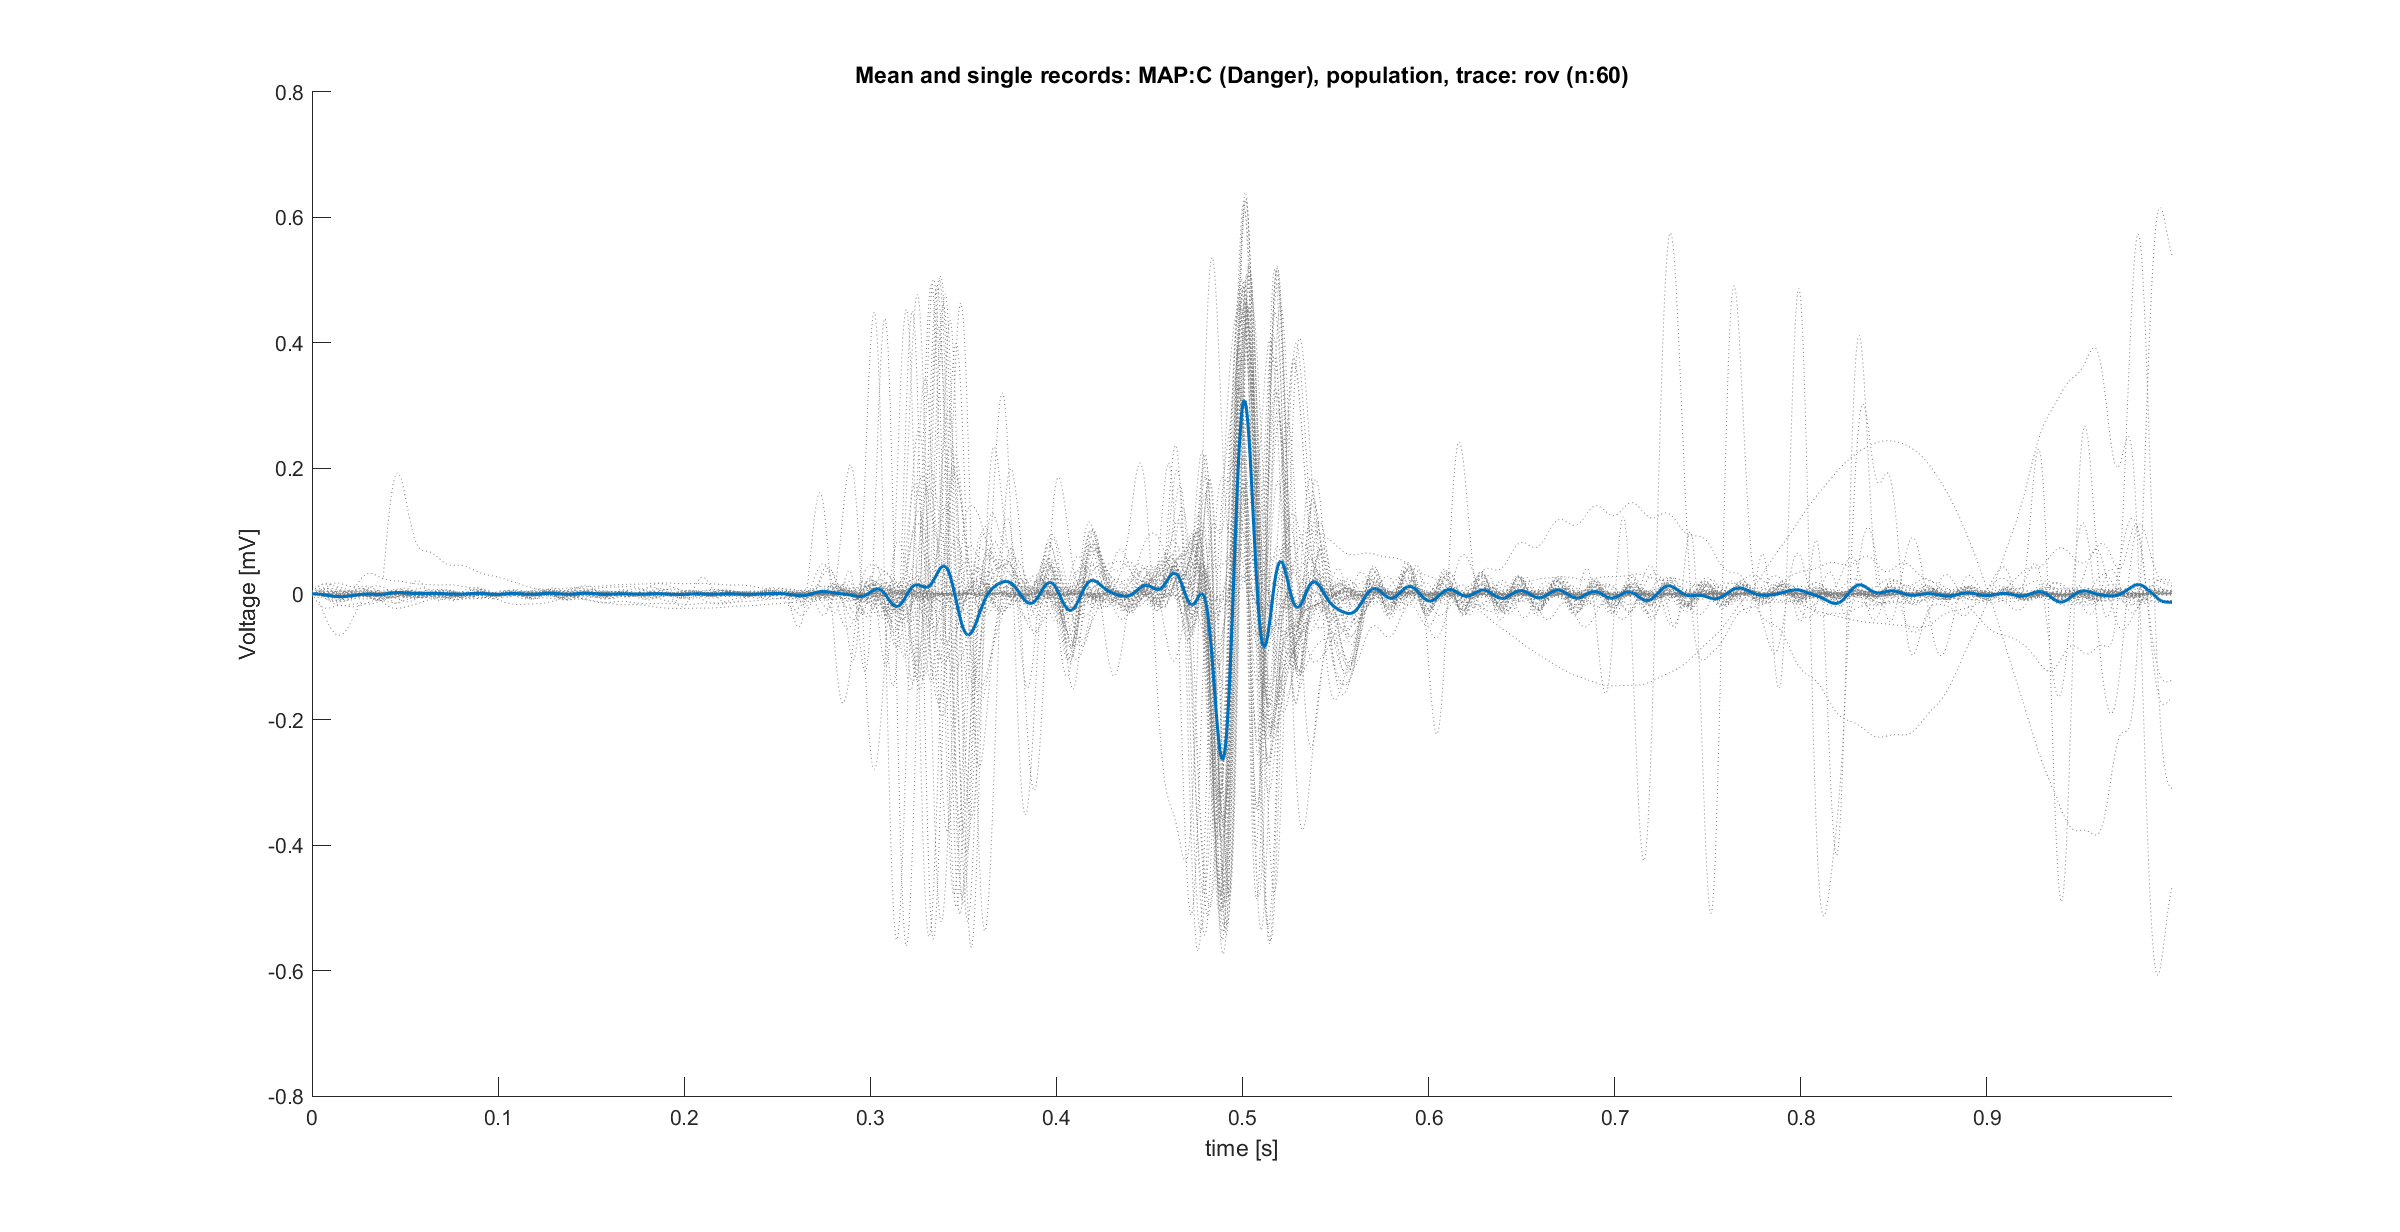 Mean and single records: MAP:C (Danger), population, trace: rov (n:60)
0.8
0.6
0.4
0.2
0
-0.2
-0.4
-0.6
-0.8
Voltage [mV]
0 0.1 0.2 0.3 0.4 0.5 0.6 0.7 0.8 0.9
time [s]